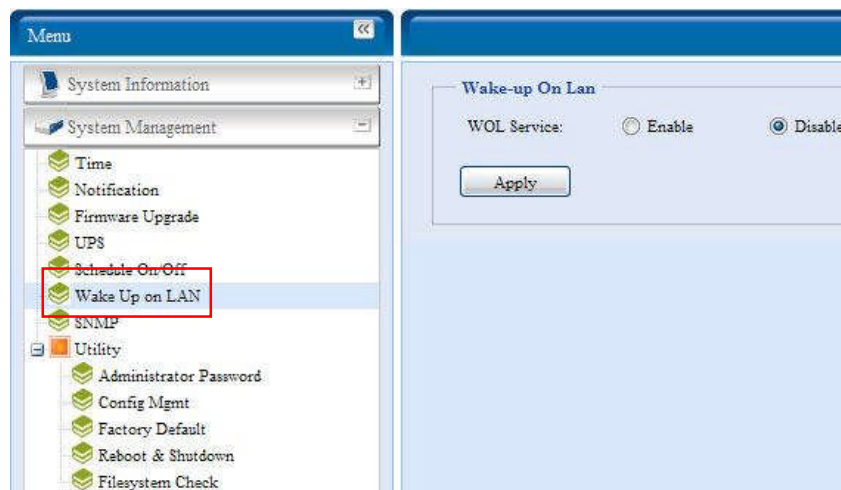 Menu
System Information
System Management
Time
Notification
Firmware Upgrade
UPS
Schedule On/Off
Wake Up on LAN
SNMP
Utility
Administrator Password
Config Mgmt
Factory Default
Reboot & Shutdown
Filesystem Check
Wake-up On Lan
WOL Service: Enable Disable
Apply